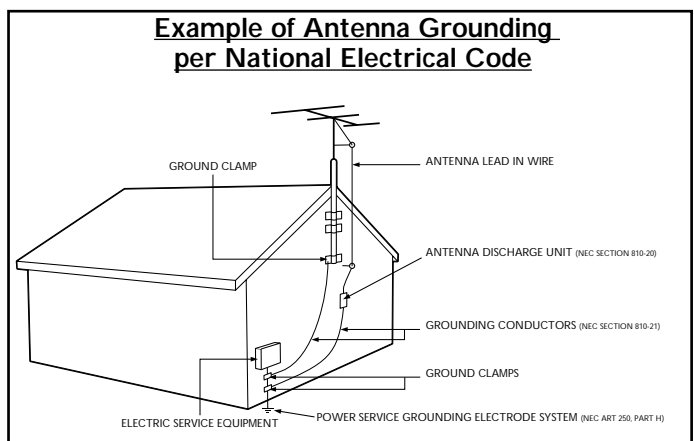 Example of Antenna Grounding
per National Electrical Code
GROUND CLAMP
ANTENNA LEAD IN WIRE
ANTENNA DISCHARGE UNIT (NEC SECTION 810-20)
GROUNDING CONDUCTORS (NEC SECTION 810-21)
GROUND CLAMPS
ELECTRIC SERVICE EQUIPMENT
POWER SERVICE GROUNDING ELECTRODE SYSTEM (NEC ART 250, PART H)